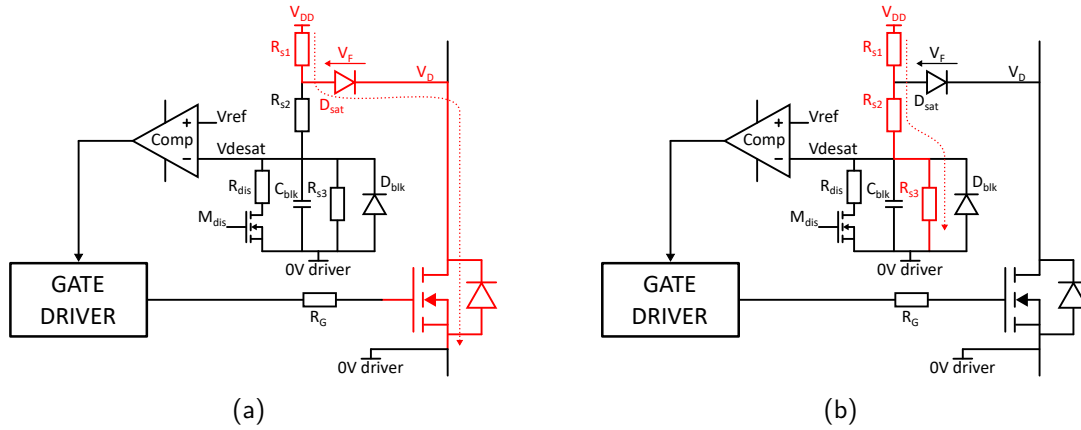 V_DD
R_s1
V_F
V_D
R_s2
D_sat
Vref
Comp
Vdesat
R_dis
C_blk
R_s3
D_blk
M_dis
0V driver
GATE
DRIVER
R_G
0V driver
(a)
V_DD
R_s1
V_F
V_D
R_s2
D_sat
Vref
Comp
Vdesat
R_dis
C_blk
R_s3
D_blk
M_dis
0V driver
GATE
DRIVER
R_G
0V driver
(b)